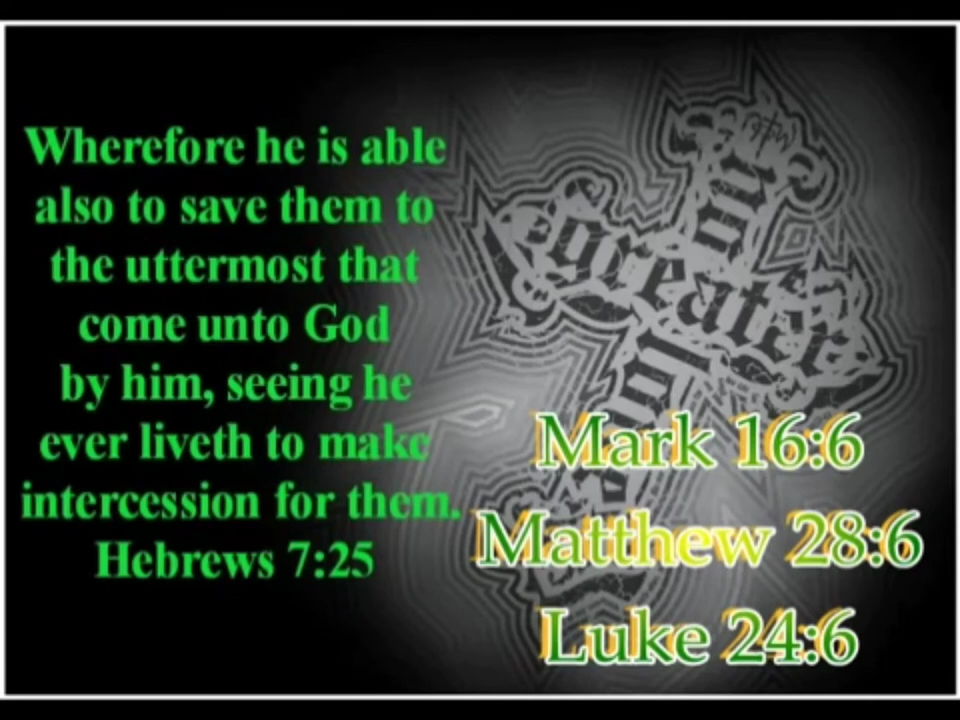 Wherefore he is able
also to save them to
the uttermost that
come unto God
by him, seeing he
ever liveth to make
intercession for them.
Hebrews 7:25
no
greater
Mark 16:6
Matthew 28:6
Luke 24:6